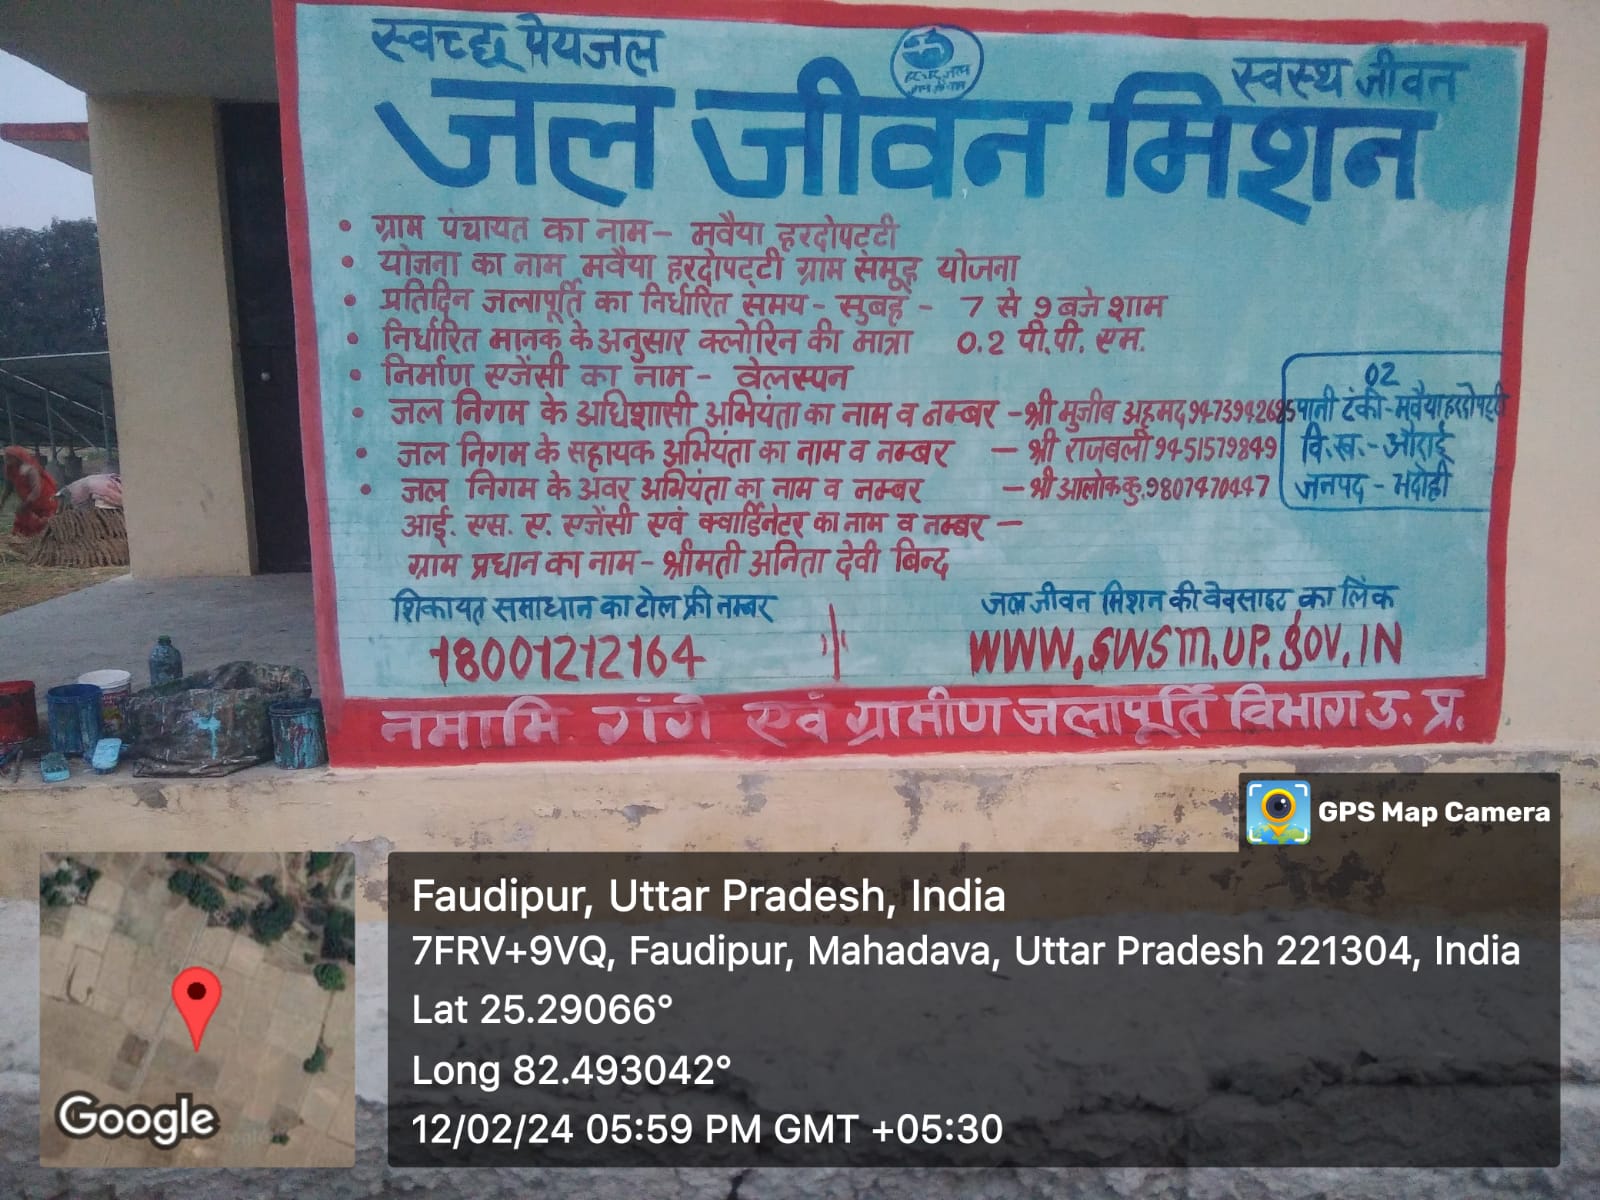 स्वच्छ पेयजल
हर घर जल
स्वस्थ जीवन
जल जीवन मिशन
• ग्राम पंचायत का नाम - मवैया हरदोपट्टी
• योजना का नाम मवैया हरदोपट्टी ग्राम समूह योजना
• प्रतिदिन जलापूर्ति का निर्धारित समय - सुबह - 7 से 9 बजे शाम
• निर्धारित मानक के अनुसार क्लोरिन की मात्रा 0.2 पी.पी. एम.
• निर्माण एजेंसी का नाम - वेलस्पन
• जल निगम के अधिशासी अभियंता का नाम व नम्बर - श्री मुजीब अहमद 9473942685
• जल निगम के सहायक अभियंता का नाम व नम्बर - श्री राजबली 9451579849
• जल निगम के अवर अभियंता का नाम व नम्बर - श्री आलोक कु. 9807470447
आई. एस. ए. एजेंसी एवं क्वार्डिनेटर का नाम व नम्बर -
ग्राम प्रधान का नाम - श्रीमती अनिता देवी बिन्द
02
पानी टंकी - मवैया हरदोपट्टी
वि.ख. - औराई
जनपद - भदोही
शिकायत समाधान का टोल फ्री नम्बर
18001212164
जल जीवन मिशन की वेबसाइट का लिंक
WWW.SWSM.UP.GOV.IN
नमामि गंगे एवं ग्रामीण जलापूर्ति विभाग उ. प्र.
GPS Map Camera
Faudipur, Uttar Pradesh, India
7FRV+9VQ, Faudipur, Mahadava, Uttar Pradesh 221304, India
Lat 25.29066°
Long 82.493042°
12/02/24 05:59 PM GMT +05:30
Google